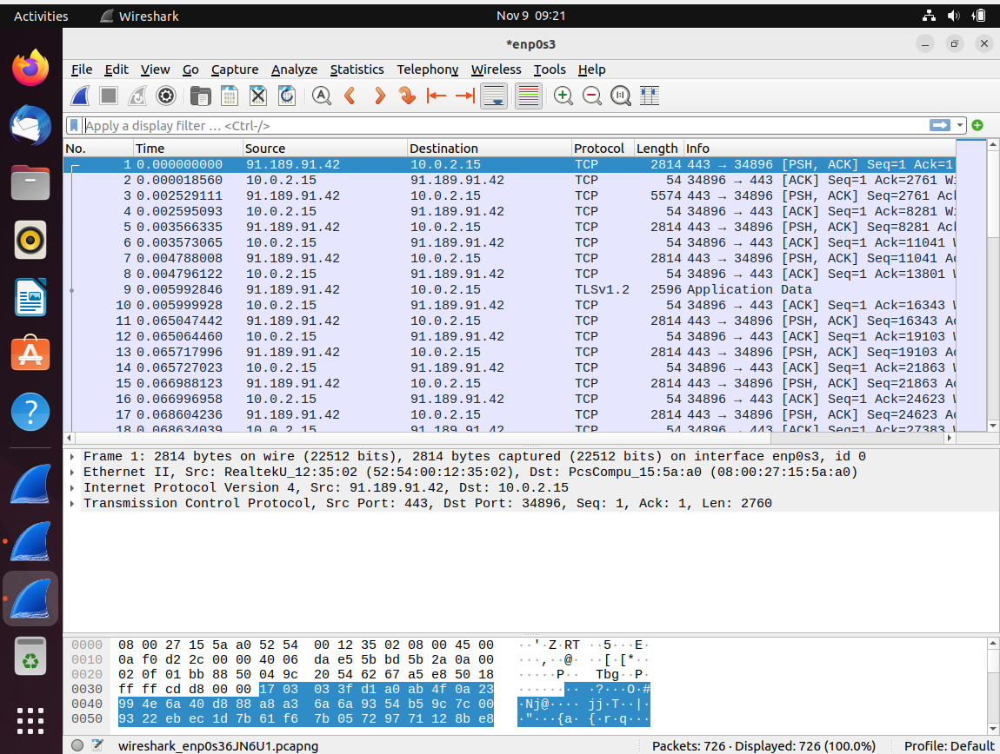 Activities Wireshark Nov 9 09:21
*enp0s3
File Edit View Go Capture Analyze Statistics Telephony Wireless Tools Help
Apply a display filter … <Ctrl-/>
No. Time Source Destination Protocol Length Info
1 0.000000000 91.189.91.42 10.0.2.15 TCP 2814 443 → 34896 [PSH, ACK] Seq=1 Ack=1
2 0.000018560 10.0.2.15 91.189.91.42 TCP 54 34896 → 443 [ACK] Seq=1 Ack=2761 Wi
3 0.002529111 91.189.91.42 10.0.2.15 TCP 5574 443 → 34896 [PSH, ACK] Seq=2761 Ack
4 0.002595093 10.0.2.15 91.189.91.42 TCP 54 34896 → 443 [ACK] Seq=1 Ack=8281 Wi
5 0.003566335 91.189.91.42 10.0.2.15 TCP 2814 443 → 34896 [PSH, ACK] Seq=8281 Ack
6 0.003573065 10.0.2.15 91.189.91.42 TCP 54 34896 → 443 [ACK] Seq=1 Ack=11041 W
7 0.004788008 91.189.91.42 10.0.2.15 TCP 2814 443 → 34896 [PSH, ACK] Seq=11041 Ac
8 0.004796122 10.0.2.15 91.189.91.42 TCP 54 34896 → 443 [ACK] Seq=1 Ack=13801 W
9 0.005992846 91.189.91.42 10.0.2.15 TLSv1.2 2596 Application Data
10 0.005999928 10.0.2.15 91.189.91.42 TCP 54 34896 → 443 [ACK] Seq=1 Ack=16343 W
11 0.065047442 91.189.91.42 10.0.2.15 TCP 2814 443 → 34896 [PSH, ACK] Seq=16343 Ac
12 0.065064460 10.0.2.15 91.189.91.42 TCP 54 34896 → 443 [ACK] Seq=1 Ack=19103 W
13 0.065717996 91.189.91.42 10.0.2.15 TCP 2814 443 → 34896 [PSH, ACK] Seq=19103 Ac
14 0.065727023 10.0.2.15 91.189.91.42 TCP 54 34896 → 443 [ACK] Seq=1 Ack=21863 W
15 0.066988123 91.189.91.42 10.0.2.15 TCP 2814 443 → 34896 [PSH, ACK] Seq=21863 Ac
16 0.066996958 10.0.2.15 91.189.91.42 TCP 54 34896 → 443 [ACK] Seq=1 Ack=24623 W
17 0.068604236 91.189.91.42 10.0.2.15 TCP 2814 443 → 34896 [PSH, ACK] Seq=24623 Ac
18 0.068634039 10.0.2.15 91.189.91.42 TCP 54 34896 → 443 [ACK] Seq=1 Ack=27383 W
Frame 1: 2814 bytes on wire (22512 bits), 2814 bytes captured (22512 bits) on interface enp0s3, id 0
Ethernet II, Src: RealtekU_12:35:02 (52:54:00:12:35:02), Dst: PcsCompu_15:5a:a0 (08:00:27:15:5a:a0)
Internet Protocol Version 4, Src: 91.189.91.42, Dst: 10.0.2.15
Transmission Control Protocol, Src Port: 443, Dst Port: 34896, Seq: 1, Ack: 1, Len: 2760
0000 08 00 27 15 5a a0 52 54 00 12 35 02 08 00 45 00 ··'·Z·RT ··5···E·
0010 0a f0 d2 2c 00 00 40 06 da e5 5b bd 5b 2a 0a 00 ···,··@· ··[·[*··
0020 02 0f 01 bb 88 50 04 9c 20 54 62 67 a5 e8 50 18 ·····P·· Tbg··P·
0030 ff ff cd d8 00 00 17 03 03 3f d1 a0 ab 4f 0a 23 ········ ·?···O·#
0040 99 4e 6a 40 d8 88 a8 a3 6a 6a 93 54 b5 9c 7c 00 ·Nj@···· jj·T··|·
0050 93 22 eb ec 1d 7b 61 f6 7b 05 72 97 71 12 8b e8 ·"···{a· {·r·q···
wireshark_enp0s36JN6U1.pcapng Packets: 726 · Displayed: 726 (100.0%) Profile: Default